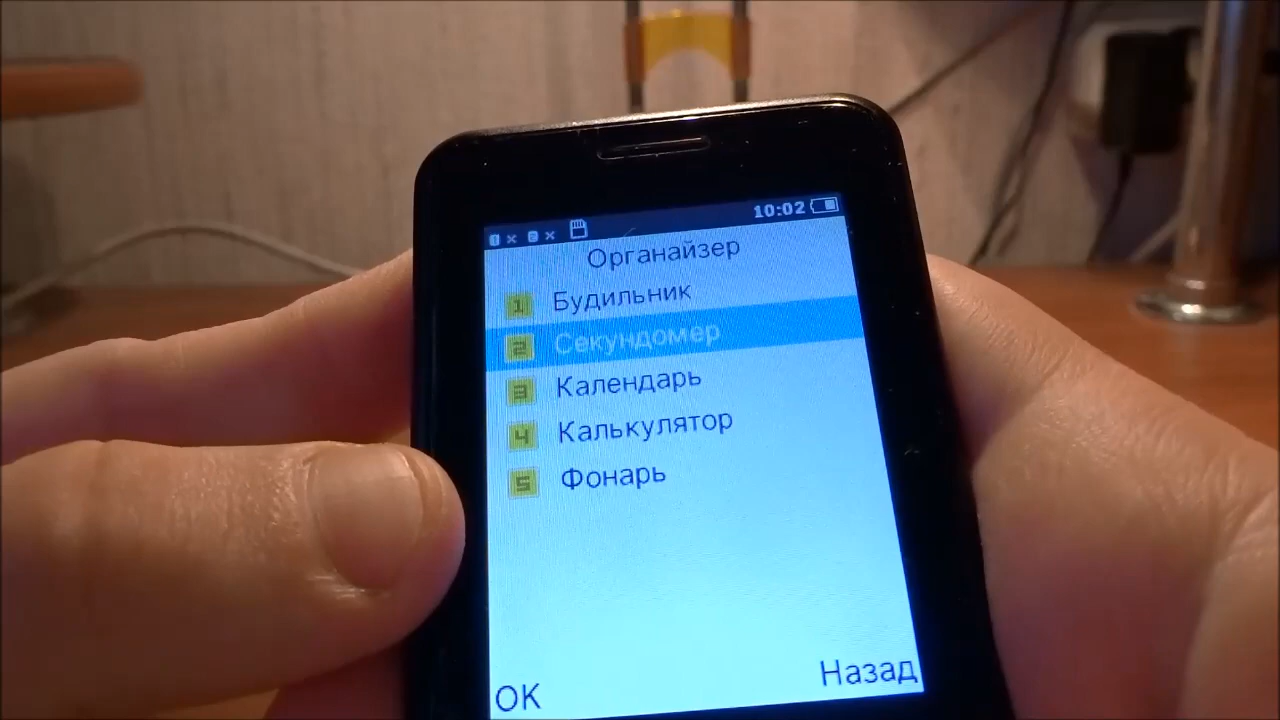 10:02
Органайзер
1 Будильник
2 Секундомер
3 Календарь
4 Калькулятор
5 Фонарь
OK Назад